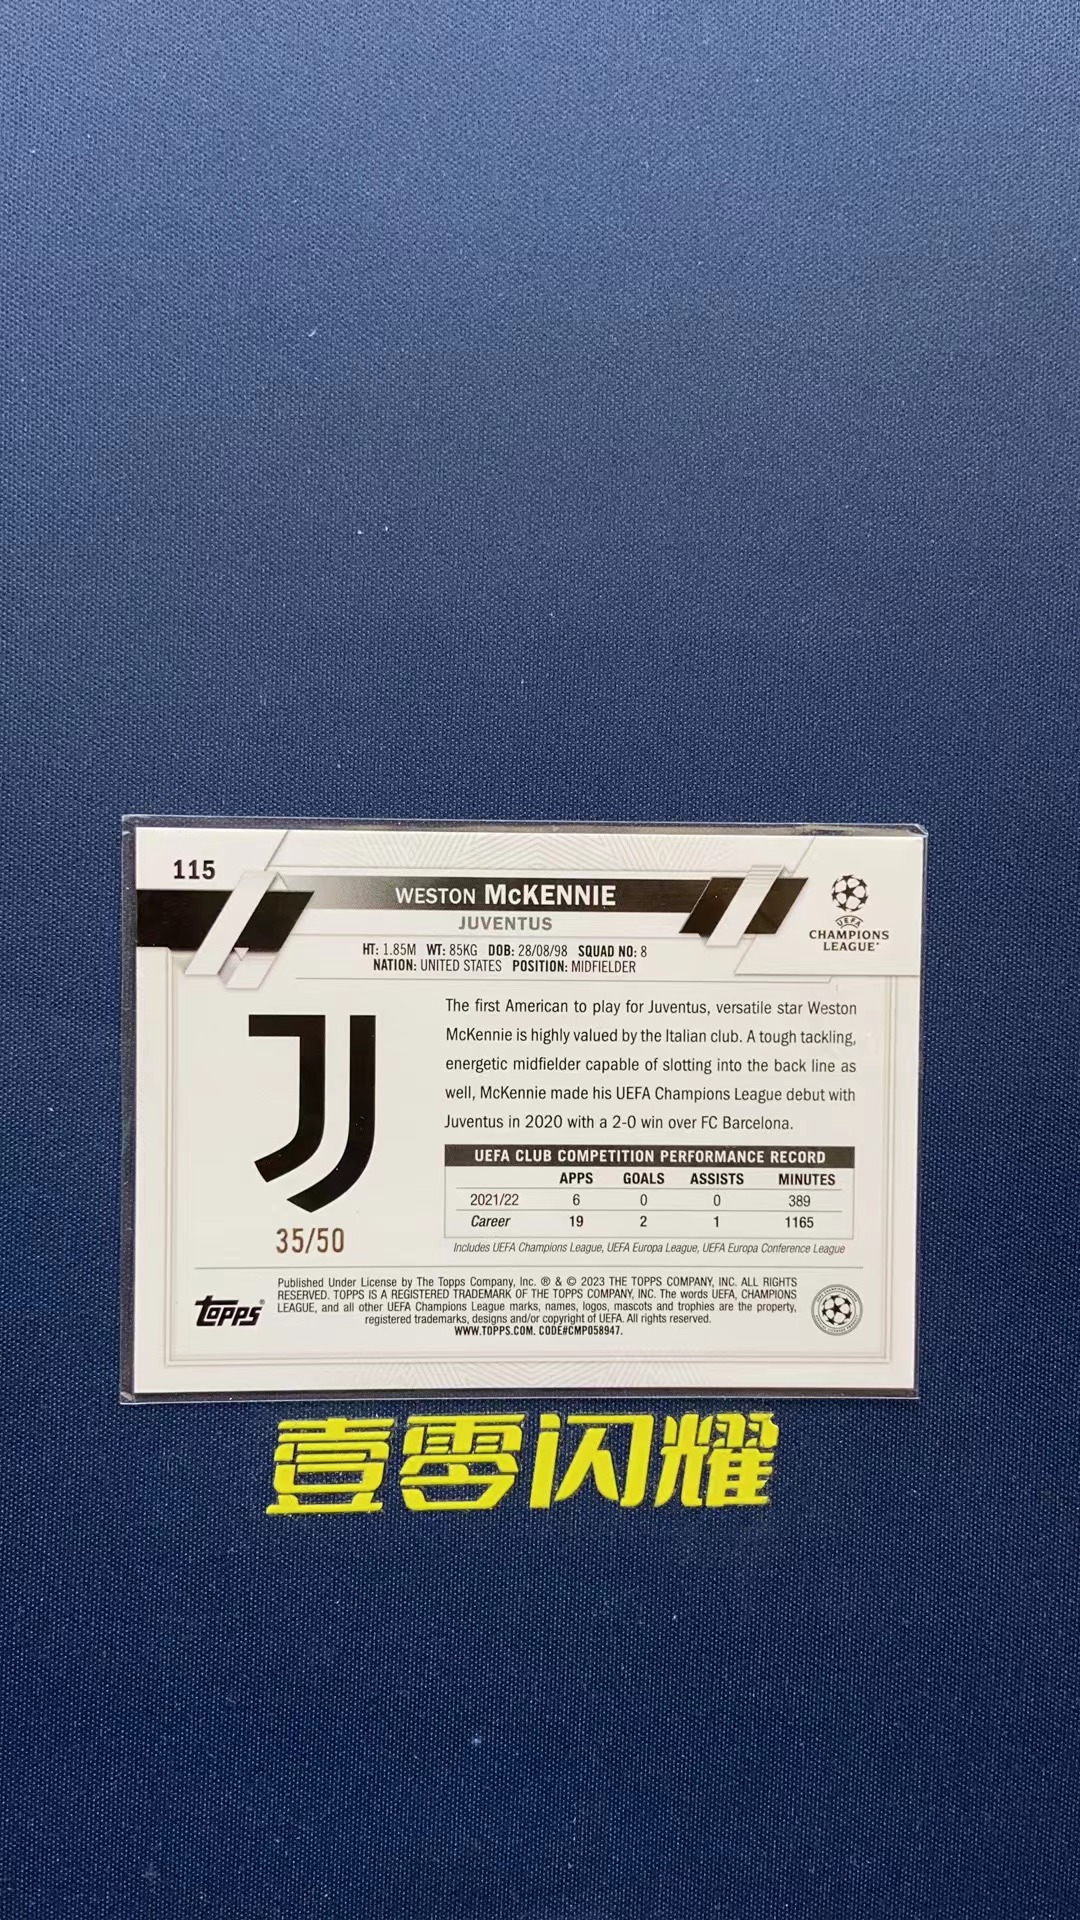 115
WESTON McKENNIE
JUVENTUS
HT: 1.85M WT: 85KG DOB: 28/08/98 SQUAD NO: 8
NATION: UNITED STATES POSITION: MIDFIELDER
UEFA
CHAMPIONS
LEAGUE
The first American to play for Juventus, versatile star Weston
McKennie is highly valued by the Italian club. A tough tackling,
energetic midfielder capable of slotting into the back line as
well, McKennie made his UEFA Champions League debut with
Juventus in 2020 with a 2-0 win over FC Barcelona.
UEFA CLUB COMPETITION PERFORMANCE RECORD
APPS GOALS ASSISTS MINUTES
2021/22 6 0 0 389
Career 19 2 1 1165
Includes UEFA Champions League, UEFA Europa League, UEFA Europa Conference League
35/50
Topps®
Published Under License by The Topps Company, Inc. ® & © 2023 THE TOPPS COMPANY, INC. ALL RIGHTS
RESERVED. TOPPS IS A REGISTERED TRADEMARK OF THE TOPPS COMPANY, INC. The words UEFA, CHAMPIONS
LEAGUE, and all other UEFA Champions League marks, names, logos, mascots and trophies are the property,
registered trademarks, designs and/or copyright of UEFA. All rights reserved.
WWW.TOPPS.COM. CODE#CMP058947.
壹零闪耀